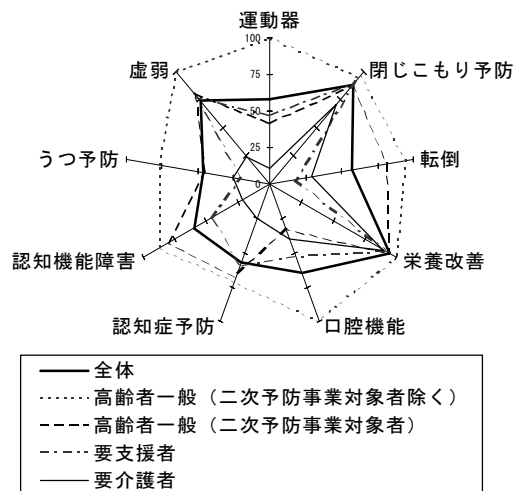 運動器
100
閉じこもり予防
虚弱
75
50
うつ予防
転倒
25
0
認知機能障害
栄養改善
認知症予防
口腔機能
全体
高齢者一般（二次予防事業対象者除く）
高齢者一般（二次予防事業対象者）
要支援者
要介護者